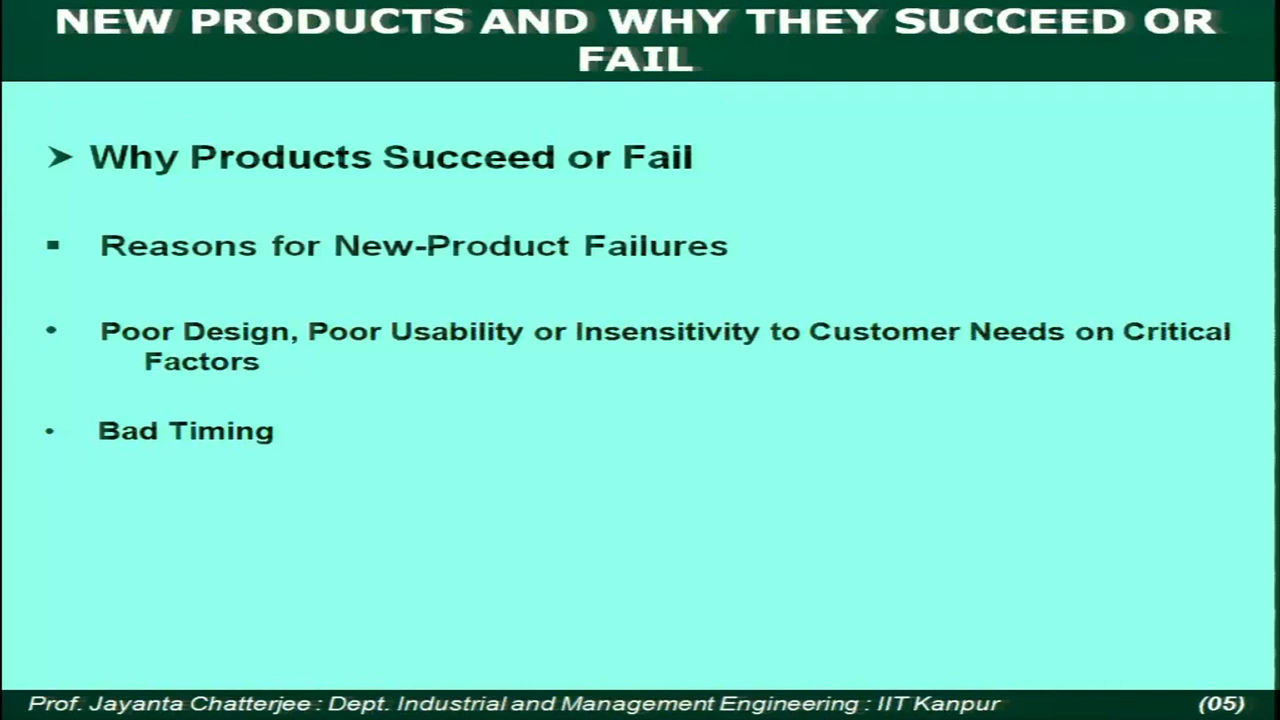 NEW PRODUCTS AND WHY THEY SUCCEED OR
FAIL
➤ Why Products Succeed or Fail
▪ Reasons for New-Product Failures
• Poor Design, Poor Usability or Insensitivity to Customer Needs on Critical
Factors
• Bad Timing
Prof. Jayanta Chatterjee : Dept. Industrial and Management Engineering : IIT Kanpur (05)